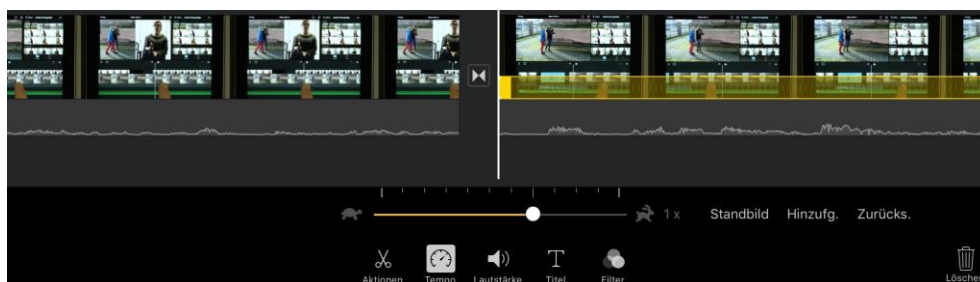 1 x Standbild Hinzufg. Zurücks.
Aktionen Tempo Lautstärke Titel Filter Löschen